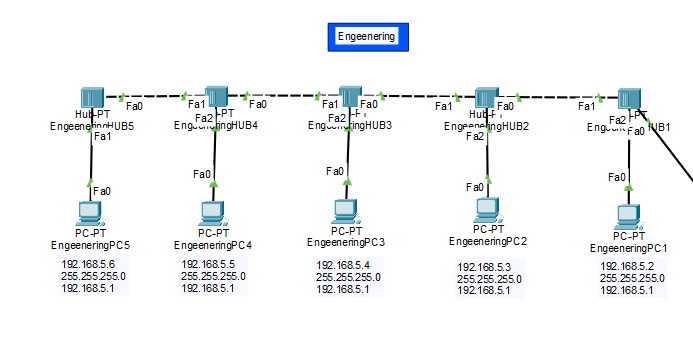 Engeenering
Fa0 Fa1 Fa0 Fa1 Fa0 Fa1 Fa0 Fa1
Hub-PT
EngeeneringHUB5
EngeeneringHUB4
EngeeneringHUB3
EngeeneringHUB2
Fa1 Fa2 Fa2 Fa2 Fa2 Fa0
Fa0 Fa0 Fa0 Fa0 Fa0
PC-PT PC-PT PC-PT PC-PT PC-PT
EngeeneringPC5 EngeeneringPC4 EngeeneringPC3 EngeeneringPC2 EngeeneringPC1
192.168.5.6 192.168.5.5 192.168.5.4 192.168.5.3 192.168.5.2
255.255.255.0 255.255.255.0 255.255.255.0 255.255.255.0 255.255.255.0
192.168.5.1 192.168.5.1 192.168.5.1 192.168.5.1 192.168.5.1